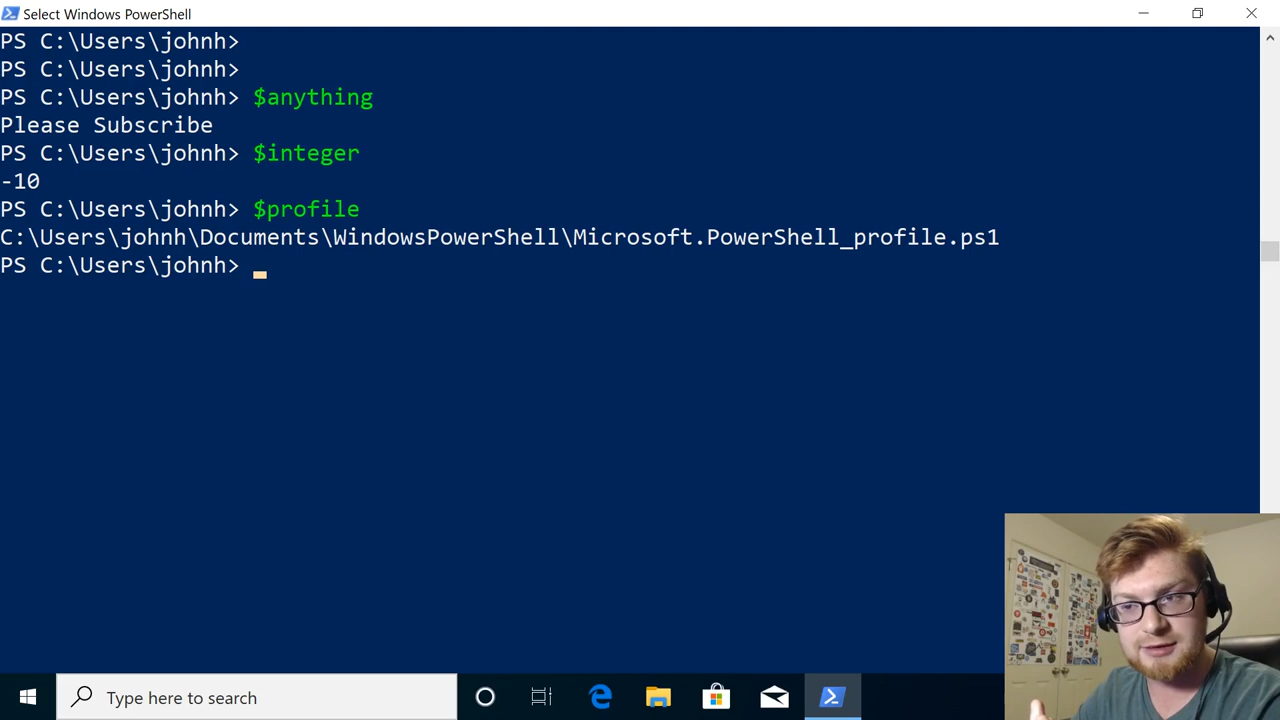 Select Windows PowerShell
PS C:\Users\johnh>
PS C:\Users\johnh>
PS C:\Users\johnh> $anything
Please Subscribe
PS C:\Users\johnh> $integer
-10
PS C:\Users\johnh> $profile
C:\Users\johnh\Documents\WindowsPowerShell\Microsoft.PowerShell_profile.ps1
PS C:\Users\johnh>
Type here to search